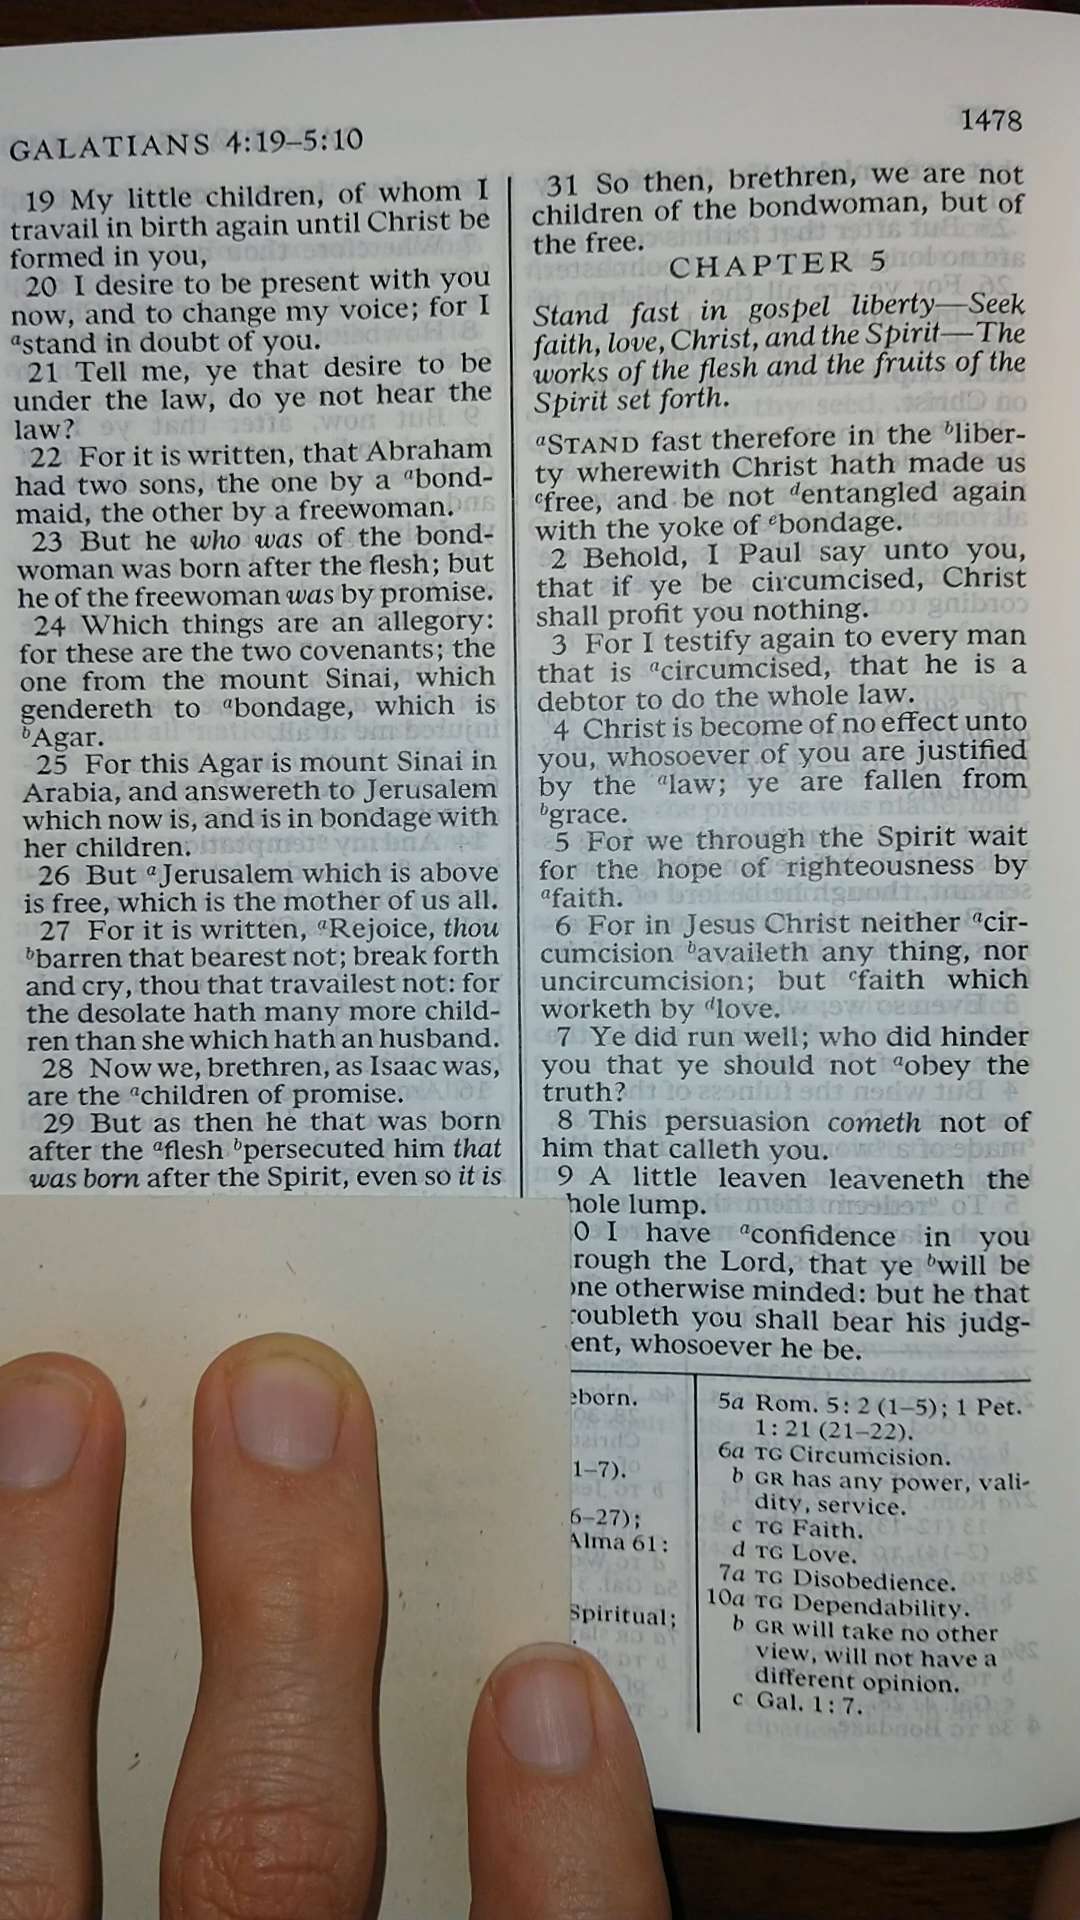 GALATIANS 4:19–5:10
1478
19 My little children, of whom I
travail in birth again until Christ be
formed in you,
20 I desire to be present with you
now, and to change my voice; for I
ᵃstand in doubt of you.
21 Tell me, ye that desire to be
under the law, do ye not hear the
law?
22 For it is written, that Abraham
had two sons, the one by a ᵃbond-
maid, the other by a freewoman.
23 But he who was of the bond-
woman was born after the flesh; but
he of the freewoman was by promise.
24 Which things are an allegory:
for these are the two covenants; the
one from the mount Sinai, which
gendereth to ᵃbondage, which is
ᵇAgar.
25 For this Agar is mount Sinai in
Arabia, and answereth to Jerusalem
which now is, and is in bondage with
her children.
26 But ᵃJerusalem which is above
is free, which is the mother of us all.
27 For it is written, ᵃRejoice, thou
ᵇbarren that bearest not; break forth
and cry, thou that travailest not: for
the desolate hath many more child-
ren than she which hath an husband.
28 Now we, brethren, as Isaac was,
are the ᵃchildren of promise.
29 But as then he that was born
after the ᵃflesh ᵇpersecuted him that
was born after the Spirit, even so it is
31 So then, brethren, we are not
children of the bondwoman, but of
the free.
CHAPTER 5
Stand fast in gospel liberty—Seek
faith, love, Christ, and the Spirit—The
works of the flesh and the fruits of the
Spirit set forth.
ᵃSTAND fast therefore in the ᵇliber-
ty wherewith Christ hath made us
ᶜfree, and be not ᵈentangled again
with the yoke of ᵉbondage.
2 Behold, I Paul say unto you,
that if ye be circumcised, Christ
shall profit you nothing.
3 For I testify again to every man
that is ᵃcircumcised, that he is a
debtor to do the whole law.
4 Christ is become of no effect unto
you, whosoever of you are justified
by the ᵃlaw; ye are fallen from
ᵇgrace.
5 For we through the Spirit wait
for the hope of righteousness by
ᵃfaith.
6 For in Jesus Christ neither ᵃcir-
cumcision ᵇavaileth any thing, nor
uncircumcision; but ᶜfaith which
worketh by ᵈlove.
7 Ye did run well; who did hinder
you that ye should not ᵃobey the
truth?
8 This persuasion cometh not of
him that calleth you.
9 A little leaven leaveneth the
hole lump.
0 I have ᵃconfidence in you
rough the Lord, that ye ᵇwill be
one otherwise minded: but he that
roubleth you shall bear his judg-
ent, whosoever he be.
eborn.
1–7).
6–27);
Alma 61:
Spiritual;
5a Rom. 5: 2 (1–5); 1 Pet.
1: 21 (21–22).
6a TG Circumcision.
b GR has any power, vali-
dity, service.
c TG Faith.
d TG Love.
7a TG Disobedience.
10a TG Dependability.
b GR will take no other
view, will not have a
different opinion.
c Gal. 1: 7.